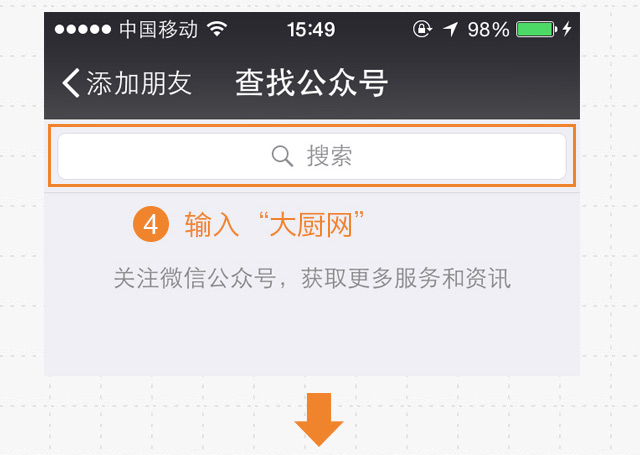 中国移动 15:49 98%
添加朋友 查找公众号
搜索
4 输入 “大厨网”
关注微信公众号，获取更多服务和资讯